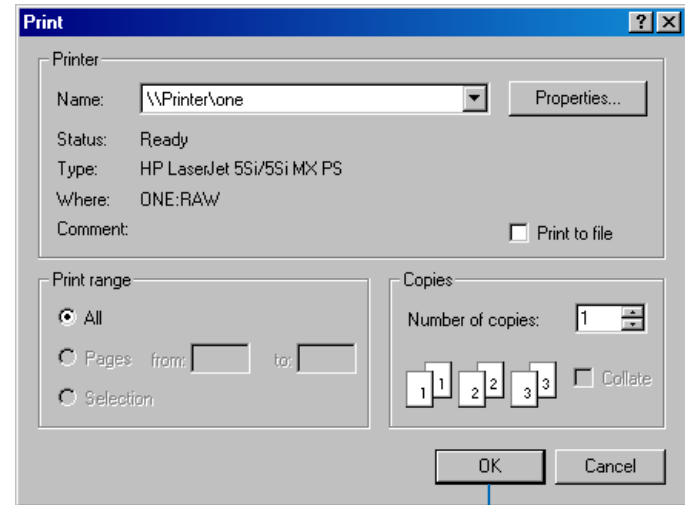 Print
Printer
Name: \\Printer\one Properties...
Status: Ready
Type: HP LaserJet 5Si/5Si MX PS
Where: ONE:RAW
Comment:
Print to file
Print range
All
Pages from: to:
Selection
Copies
Number of copies: 1
1 1 2 2 3 3 Collate
OK Cancel